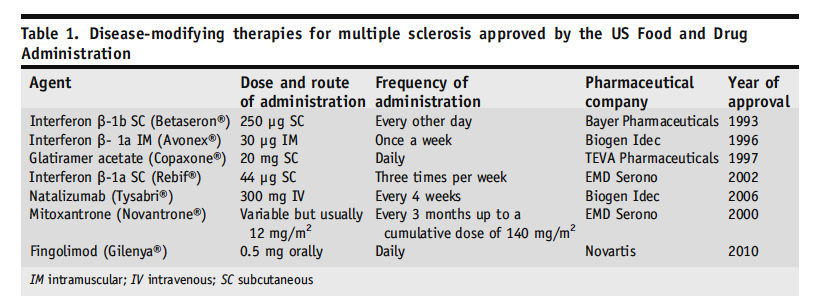 Table 1. Disease-modifying therapies for multiple sclerosis approved by the US Food and Drug
Administration
Agent Dose and route of administration Frequency of administration Pharmaceutical company Year of approval
Interferon β-1b SC (Betaseron®) 250 μg SC Every other day Bayer Pharmaceuticals 1993
Interferon β- 1a IM (Avonex®) 30 μg IM Once a week Biogen Idec 1996
Glatiramer acetate (Copaxone®) 20 mg SC Daily TEVA Pharmaceuticals 1997
Interferon β-1a SC (Rebif®) 44 μg SC Three times per week EMD Serono 2002
Natalizumab (Tysabri®) 300 mg IV Every 4 weeks Biogen Idec 2006
Mitoxantrone (Novantrone®) Variable but usually 12 mg/m² Every 3 months up to a cumulative dose of 140 mg/m² EMD Serono 2000
Fingolimod (Gilenya®) 0.5 mg orally Daily Novartis 2010
IM intramuscular; IV intravenous; SC subcutaneous